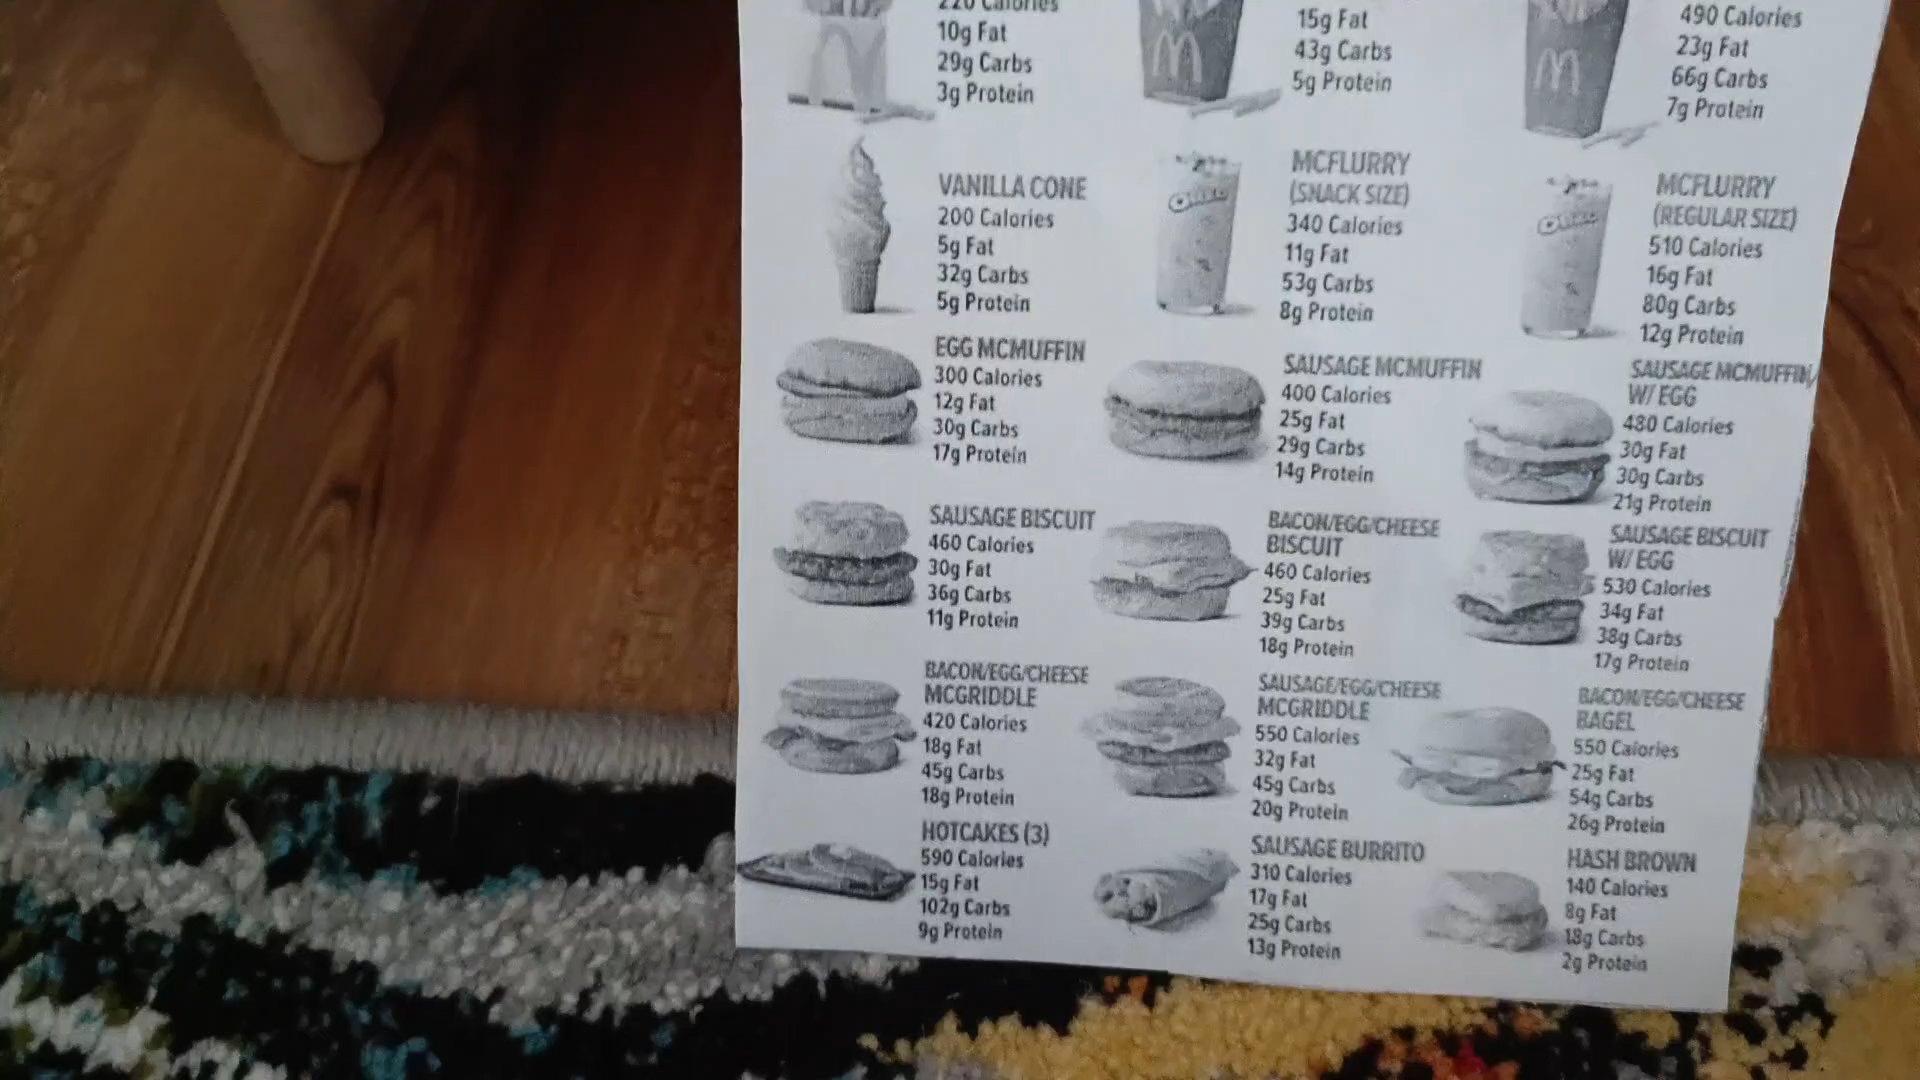 220 Calories
10g Fat
29g Carbs
3g Protein
15g Fat
43g Carbs
5g Protein
490 Calories
23g Fat
66g Carbs
7g Protein
VANILLA CONE
200 Calories
5g Fat
32g Carbs
5g Protein
MCFLURRY
(SNACK SIZE)
340 Calories
11g Fat
53g Carbs
8g Protein
MCFLURRY
(REGULAR SIZE)
510 Calories
16g Fat
80g Carbs
12g Protein
EGG MCMUFFIN
300 Calories
12g Fat
30g Carbs
17g Protein
SAUSAGE MCMUFFIN
400 Calories
25g Fat
29g Carbs
14g Protein
SAUSAGE MCMUFFIN
W/ EGG
480 Calories
30g Fat
30g Carbs
21g Protein
SAUSAGE BISCUIT
460 Calories
30g Fat
36g Carbs
11g Protein
BACON/EGG/CHEESE
BISCUIT
460 Calories
25g Fat
39g Carbs
18g Protein
SAUSAGE BISCUIT
W/ EGG
530 Calories
34g Fat
38g Carbs
17g Protein
BACON/EGG/CHEESE
MCGRIDDLE
420 Calories
18g Fat
45g Carbs
18g Protein
SAUSAGE/EGG/CHEESE
MCGRIDDLE
550 Calories
32g Fat
45g Carbs
20g Protein
BACON/EGG/CHEESE
BAGEL
550 Calories
25g Fat
54g Carbs
26g Protein
HOTCAKES (3)
590 Calories
15g Fat
102g Carbs
9g Protein
SAUSAGE BURRITO
310 Calories
17g Fat
25g Carbs
13g Protein
HASH BROWN
140 Calories
8g Fat
18g Carbs
2g Protein